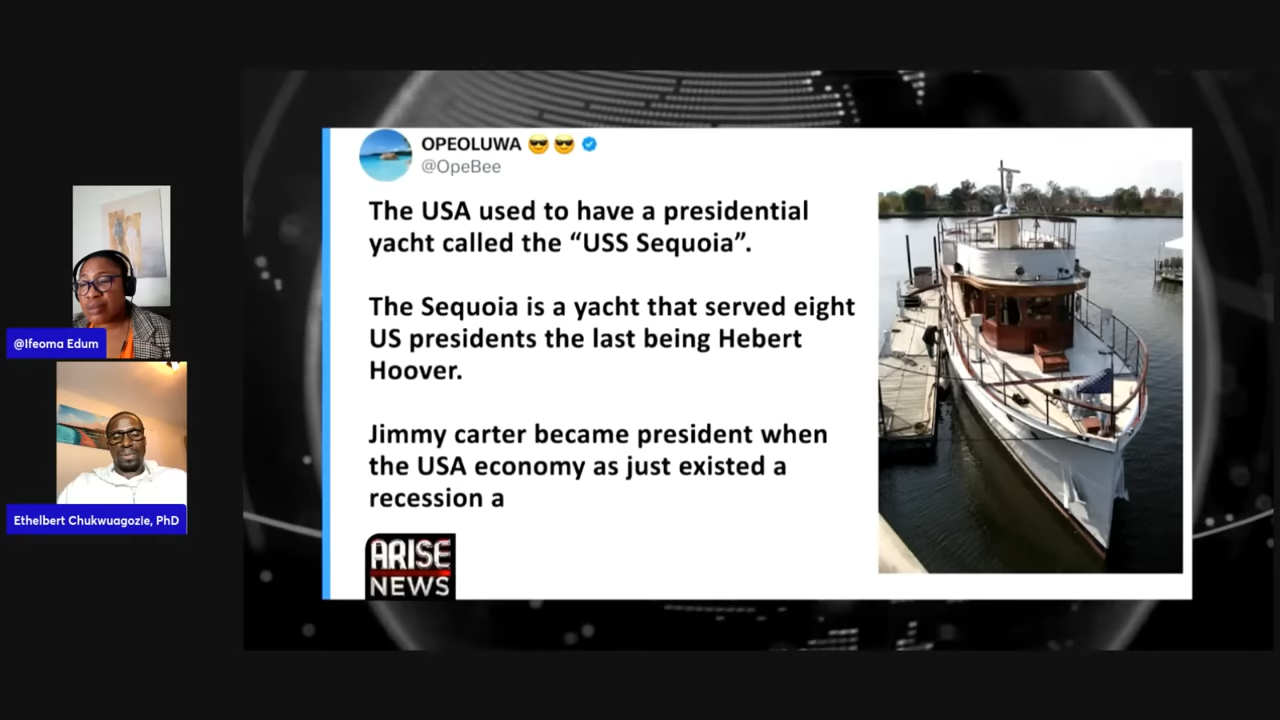 OPEOLUWA 😎 😎
@OpeBee
The USA used to have a presidential
yacht called the “USS Sequoia”.
The Sequoia is a yacht that served eight
US presidents the last being Hebert
Hoover.
Jimmy carter became president when
the USA economy as just existed a
recession a
ARISE
NEWS
@Ifeoma Edum
Ethelbert Chukwuagozie, PhD